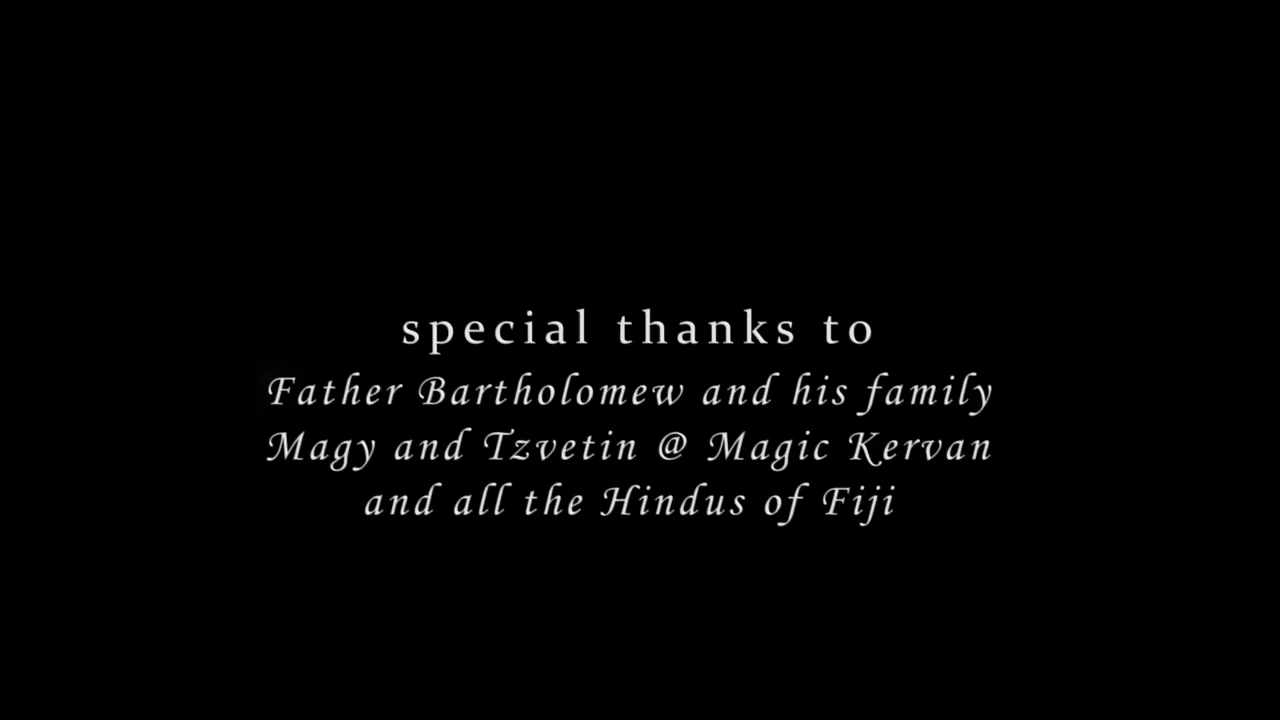 special thanks to
Father Bartholomew and his family
Magy and Tzvetin @ Magic Kervan
and all the Hindus of Fiji